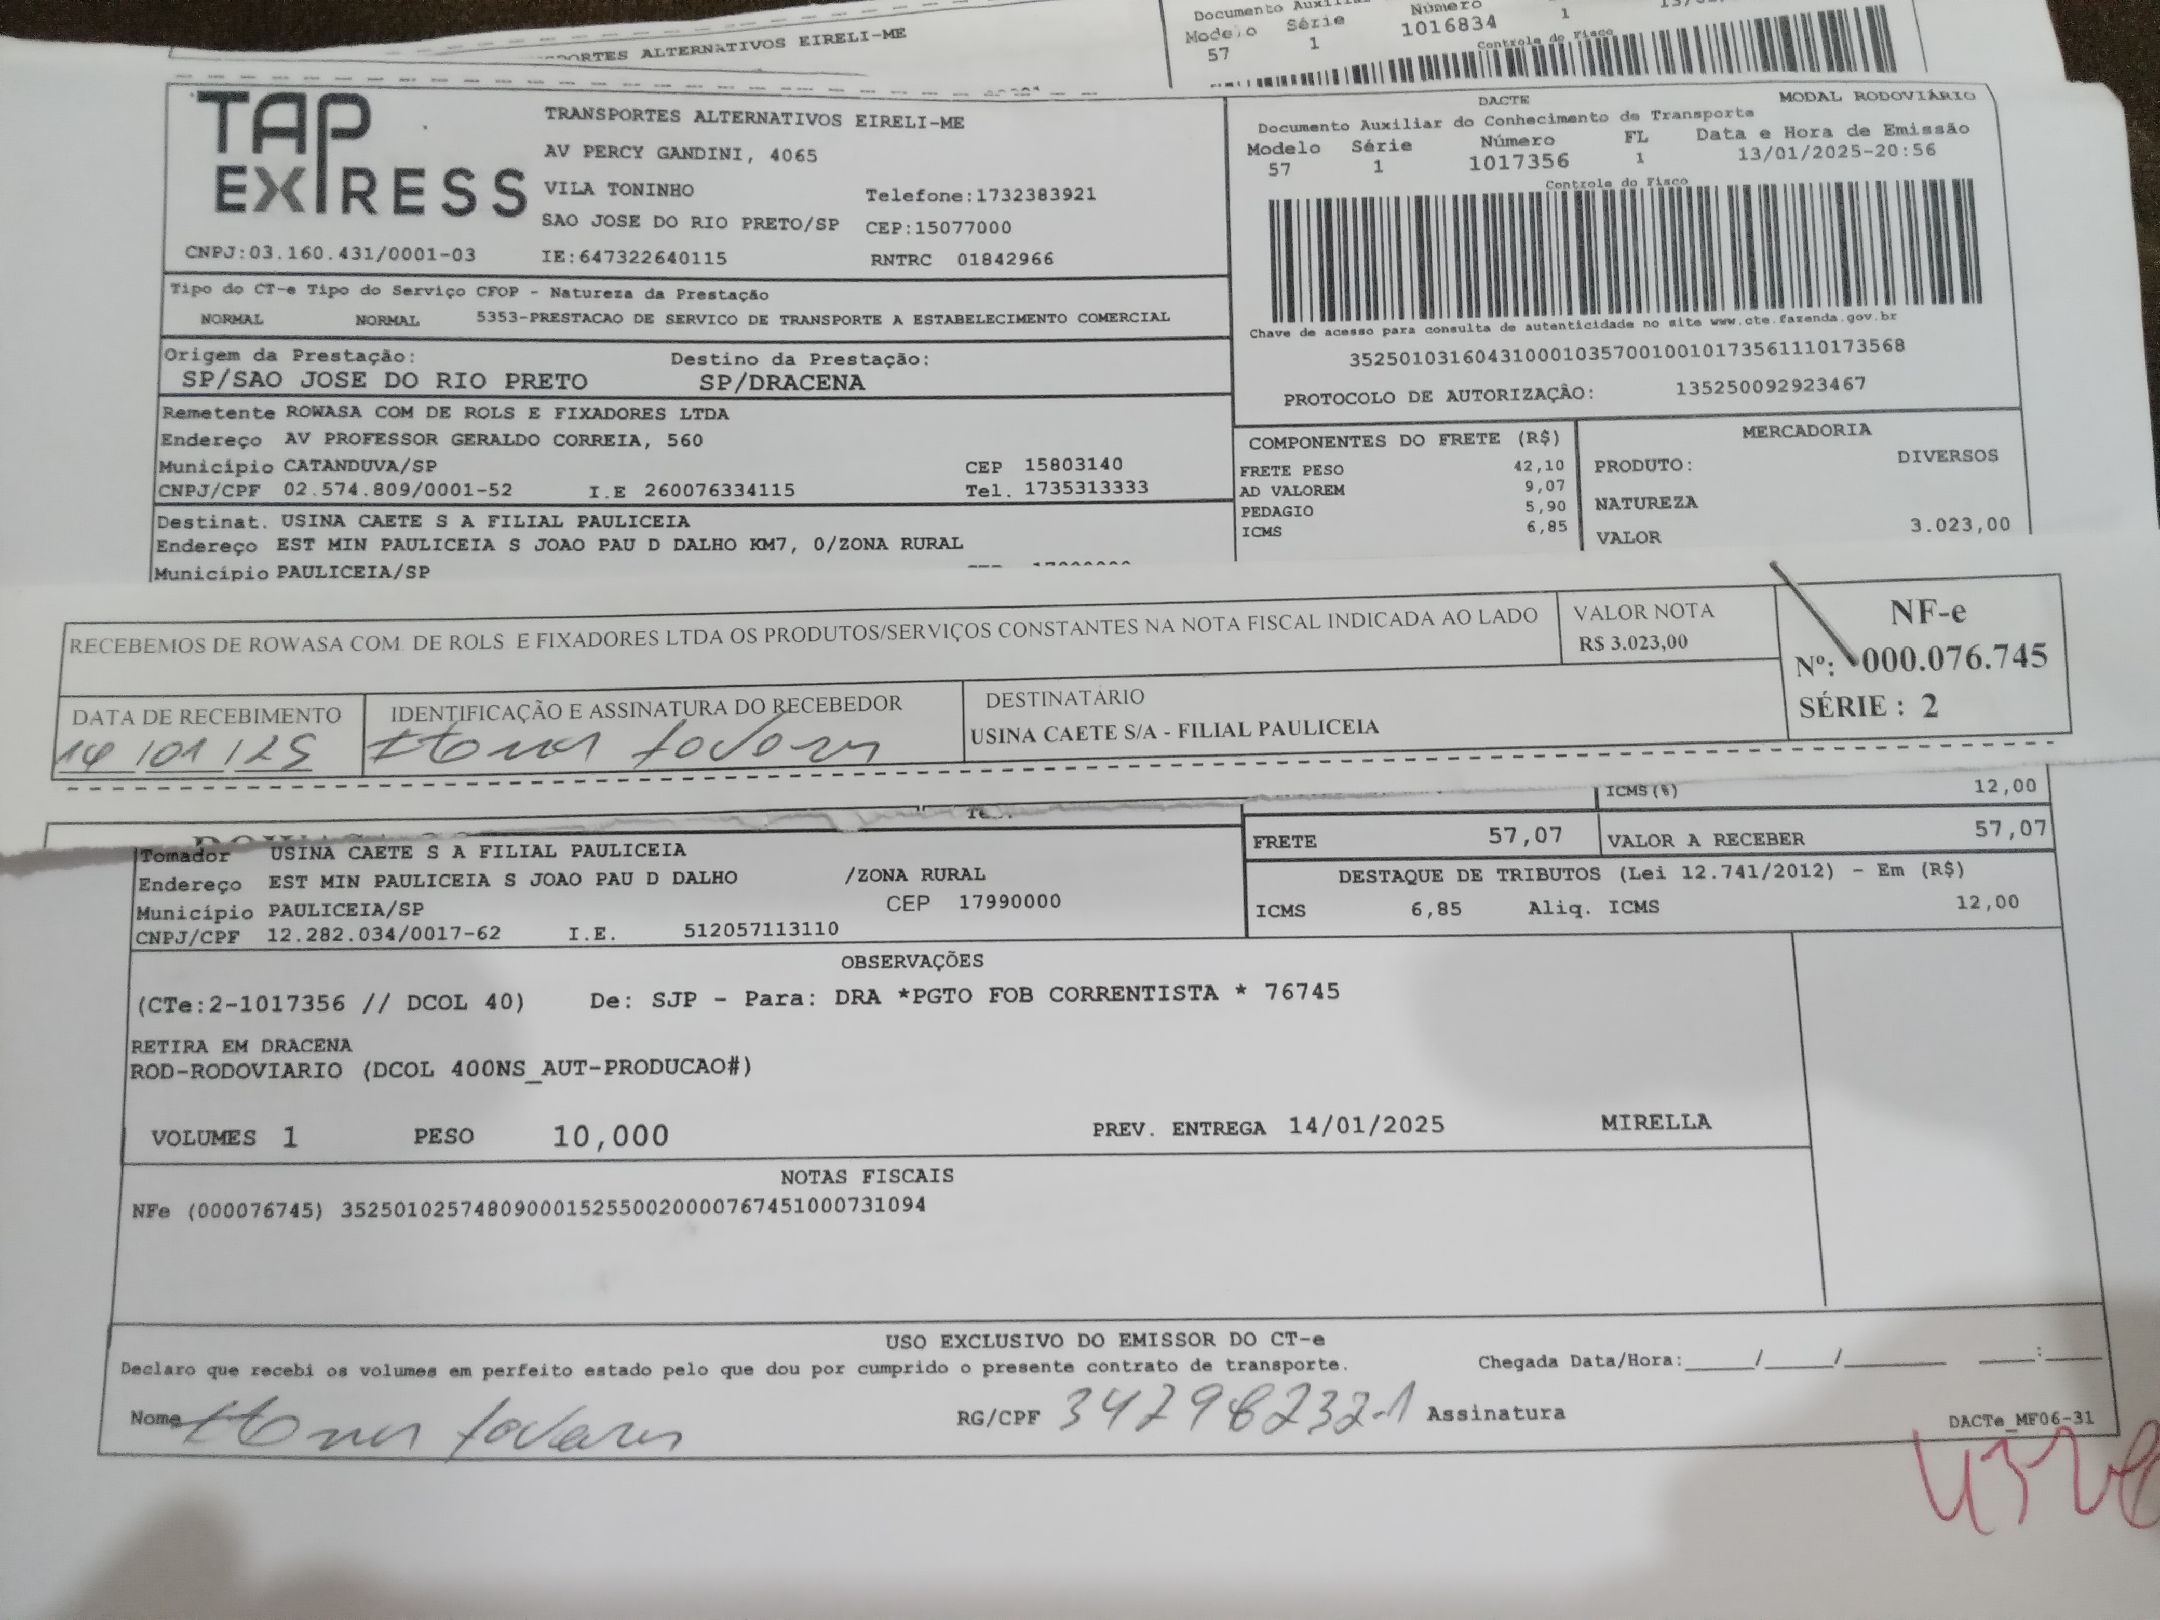 PORTES ALTERNATIVOS EIRELI-ME
Documento
Modelo Série Número
57 1 1016834 1
Controle do Fisco
TAP EXPRESS
TRANSPORTES ALTERNATIVOS EIRELI-ME
AV PERCY GANDINI, 4065
VILA TONINHO Telefone:1732383921
SAO JOSE DO RIO PRETO/SP CEP:15077000
CNPJ:03.160.431/0001-03 IE:647322640115 RNTRC 01842966
DACTE MODAL RODOVIÁRIO
Documento Auxiliar do Conhecimento de Transporte
Modelo Série Número FL Data e Hora de Emissão
57 1 1017356 1 13/01/2025-20:56
Controle do Fisco
Chave de acesso para consulta de autenticidade no site www.cte.fazenda.gov.br
35250103160431000103570010010173561110173568
PROTOCOLO DE AUTORIZAÇÃO: 135250092923467
Tipo do CT-e Tipo do Serviço CFOP - Natureza da Prestação
NORMAL NORMAL 5353-PRESTACAO DE SERVICO DE TRANSPORTE A ESTABELECIMENTO COMERCIAL
Origem da Prestação: Destino da Prestação:
SP/SAO JOSE DO RIO PRETO SP/DRACENA
Remetente ROWASA COM DE ROLS E FIXADORES LTDA
Endereço AV PROFESSOR GERALDO CORREIA, 560
Município CATANDUVA/SP CEP 15803140
CNPJ/CPF 02.574.809/0001-52 I.E 260076334115 Tel. 1735313333
Destinat. USINA CAETE S A FILIAL PAULICEIA
Endereço EST MIN PAULICEIA S JOAO PAU D DALHO KM7, 0/ZONA RURAL
Município PAULICEIA/SP
COMPONENTES DO FRETE (R$)
FRETE PESO 42,10
AD VALOREM 9,07
PEDAGIO 5,90
ICMS 6,85
MERCADORIA
PRODUTO: DIVERSOS
NATUREZA
VALOR 3.023,00
RECEBEMOS DE ROWASA COM. DE ROLS E FIXADORES LTDA OS PRODUTOS/SERVIÇOS CONSTANTES NA NOTA FISCAL INDICADA AO LADO
VALOR NOTA
R$ 3.023,00
NF-e
Nº: 000.076.745
SÉRIE : 2
DATA DE RECEBIMENTO
14/01/25
IDENTIFICAÇÃO E ASSINATURA DO RECEBEDOR
DESTINATÁRIO
USINA CAETE S/A - FILIAL PAULICEIA
ICMS(%) 12,00
FRETE 57,07 VALOR A RECEBER 57,07
Tomador USINA CAETE S A FILIAL PAULICEIA
Endereço EST MIN PAULICEIA S JOAO PAU D DALHO /ZONA RURAL
Município PAULICEIA/SP CEP 17990000
CNPJ/CPF 12.282.034/0017-62 I.E. 512057113110
DESTAQUE DE TRIBUTOS (Lei 12.741/2012) - Em (R$)
ICMS 6,85 Aliq. ICMS 12,00
OBSERVAÇÕES
(CTe:2-1017356 // DCOL 40) De: SJP - Para: DRA *PGTO FOB CORRENTISTA * 76745
RETIRA EM DRACENA
ROD-RODOVIARIO (DCOL 400NS_AUT-PRODUCAO#)
VOLUMES 1 PESO 10,000 PREV. ENTREGA 14/01/2025 MIRELLA
NOTAS FISCAIS
NFe (000076745) 35250102574809000152550020000767451000731094
USO EXCLUSIVO DO EMISSOR DO CT-e
Declaro que recebi os volumes em perfeito estado pelo que dou por cumprido o presente contrato de transporte. Chegada Data/Hora:____/____/____ ___:___
Nome RG/CPF 34298232-1 Assinatura
DACTe_MF06-31